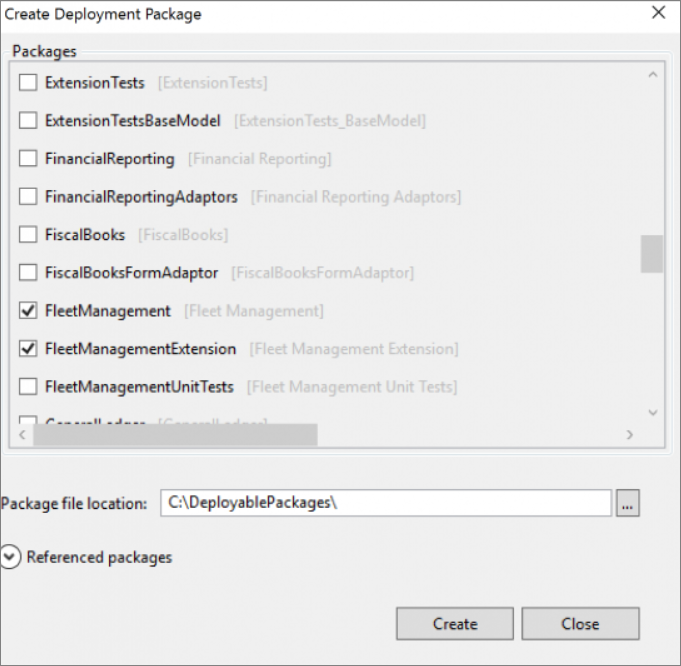 Create Deployment Package
Packages
ExtensionTests [ExtensionTests]
ExtensionTestsBaseModel [ExtensionTests_BaseModel]
FinancialReporting [Financial Reporting]
FinancialReportingAdaptors [Financial Reporting Adaptors]
FiscalBooks [FiscalBooks]
FiscalBooksFormAdaptor [FiscalBooksFormAdaptor]
FleetManagement [Fleet Management]
FleetManagementExtension [Fleet Management Extension]
FleetManagementUnitTests [Fleet Management Unit Tests]
GeneralLedger [GeneralLedger]
Package file location: C:\DeployablePackages\ ...
Referenced packages
Create Close